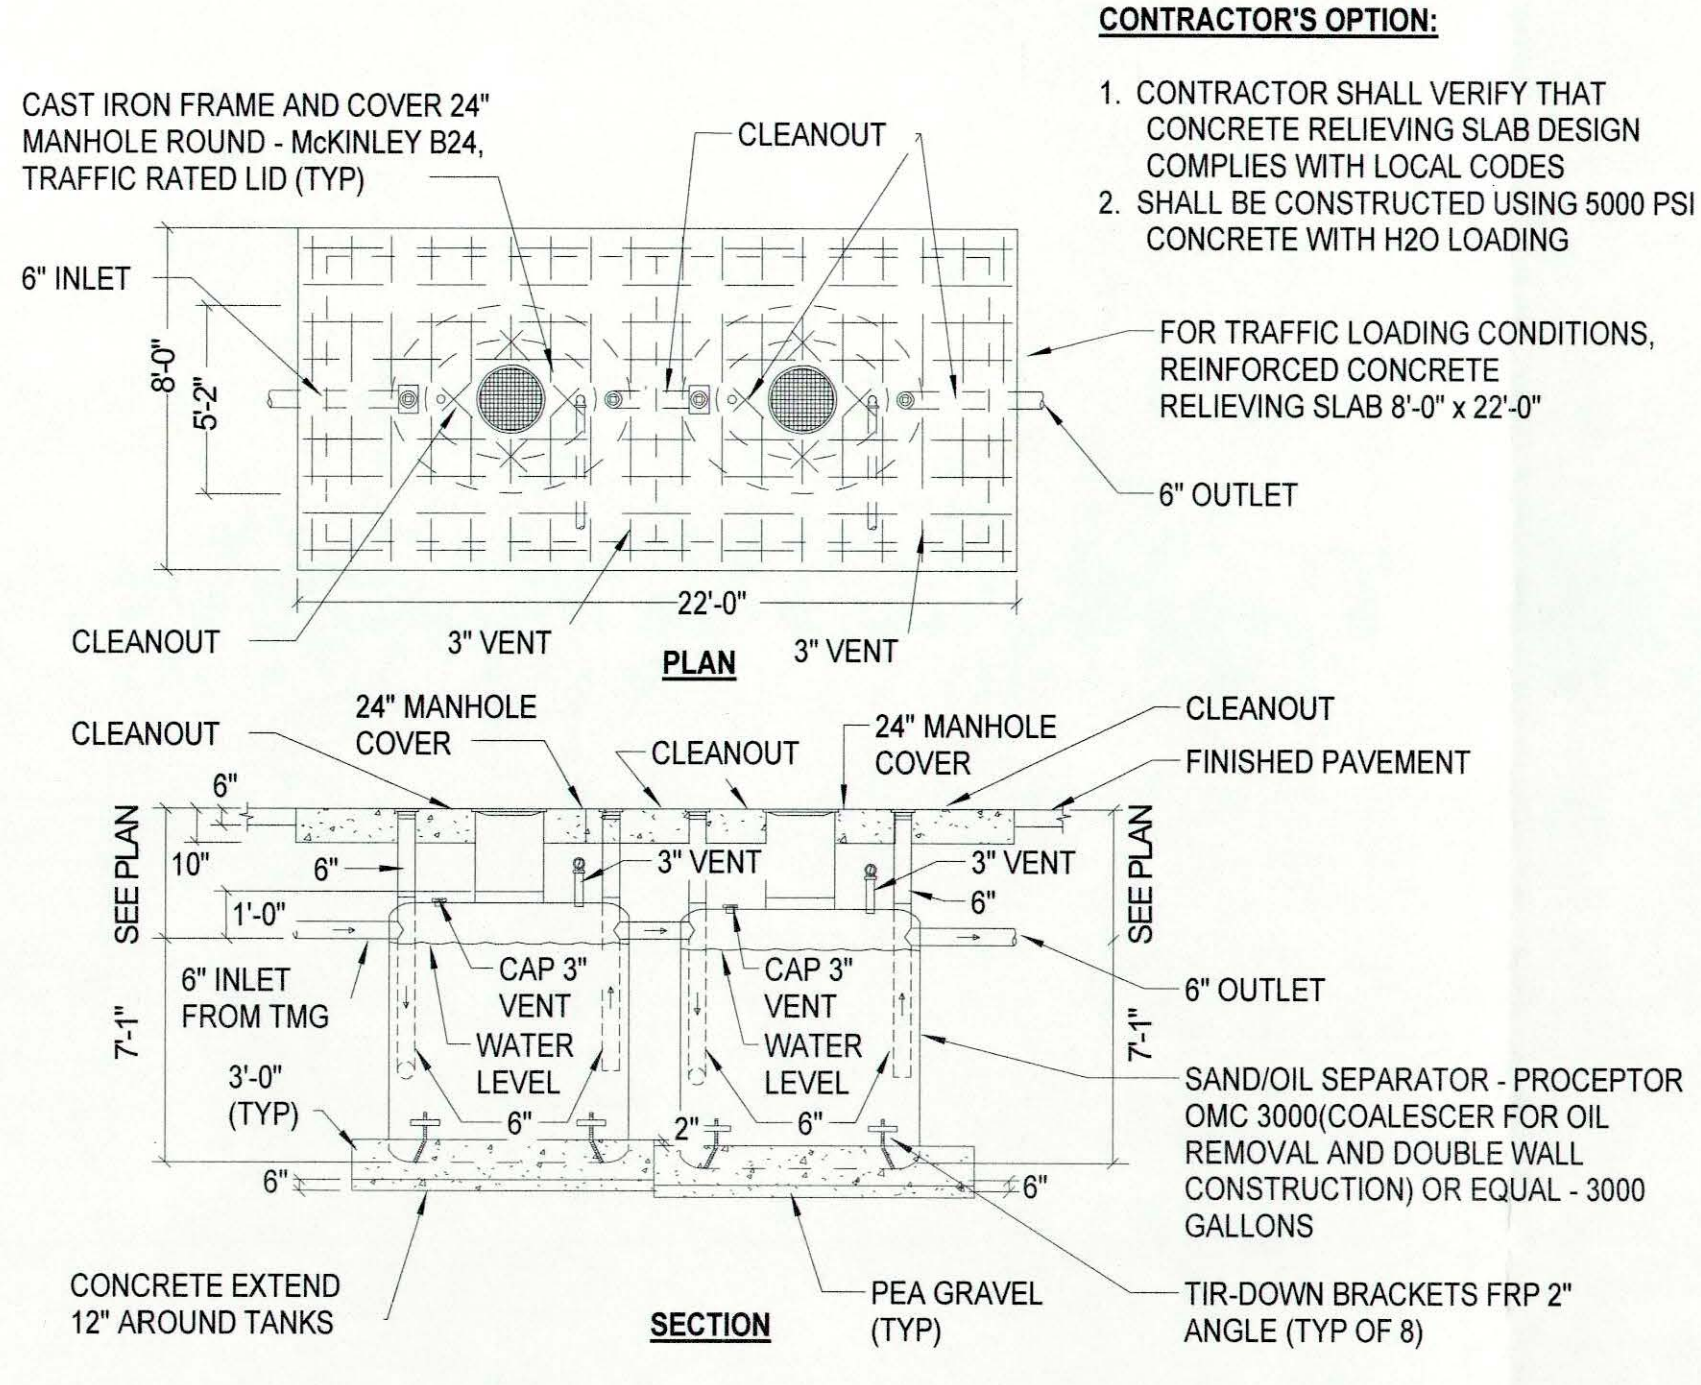 CONTRACTOR'S OPTION:
1. CONTRACTOR SHALL VERIFY THAT
CONCRETE RELIEVING SLAB DESIGN
COMPLIES WITH LOCAL CODES
2. SHALL BE CONSTRUCTED USING 5000 PSI
CONCRETE WITH H2O LOADING
CAST IRON FRAME AND COVER 24"
MANHOLE ROUND - McKINLEY B24,
TRAFFIC RATED LID (TYP)
CLEANOUT
6" INLET
8'-0"
5'-2"
FOR TRAFFIC LOADING CONDITIONS,
REINFORCED CONCRETE
RELIEVING SLAB 8'-0" x 22'-0"
6" OUTLET
22'-0"
CLEANOUT
3" VENT
3" VENT
PLAN
CLEANOUT
24" MANHOLE
COVER
CLEANOUT
24" MANHOLE
COVER
CLEANOUT
FINISHED PAVEMENT
6"
SEE PLAN
10"
6"
3" VENT
3" VENT
6"
SEE PLAN
1'-0"
6" INLET
FROM TMG
CAP 3"
VENT
WATER
LEVEL
CAP 3"
VENT
WATER
LEVEL
6" OUTLET
7'-1"
7'-1"
3'-0"
(TYP)
6"
2"
6"
SAND/OIL SEPARATOR - PROCEPTOR
OMC 3000(COALESCER FOR OIL
REMOVAL AND DOUBLE WALL
CONSTRUCTION) OR EQUAL - 3000
GALLONS
6"
6"
CONCRETE EXTEND
12" AROUND TANKS
SECTION
PEA GRAVEL
(TYP)
TIR-DOWN BRACKETS FRP 2"
ANGLE (TYP OF 8)